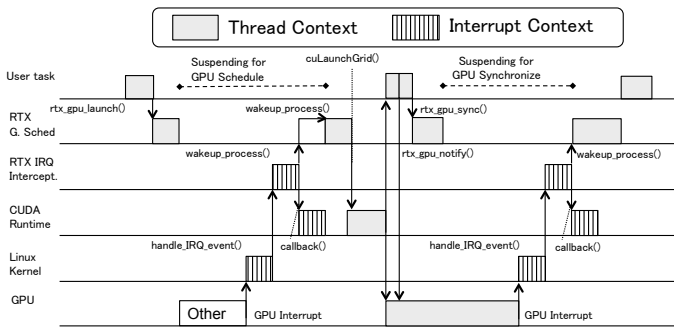 Thread Context
Interrupt Context
User task
Suspending for
GPU Schedule
cuLaunchGrid()
Suspending for
GPU Synchronize
rtx_gpu_launch()
wakeup_process()
rtx_gpu_sync()
RTX
G. Sched
wakeup_process()
rtx_gpu_notify()
wakeup_process()
RTX IRQ
Intercept.
CUDA
Runtime
handle_IRQ_event()
callback()
handle_IRQ_event()
callback()
Linux
Kernel
GPU
Other
GPU Interrupt
GPU Interrupt